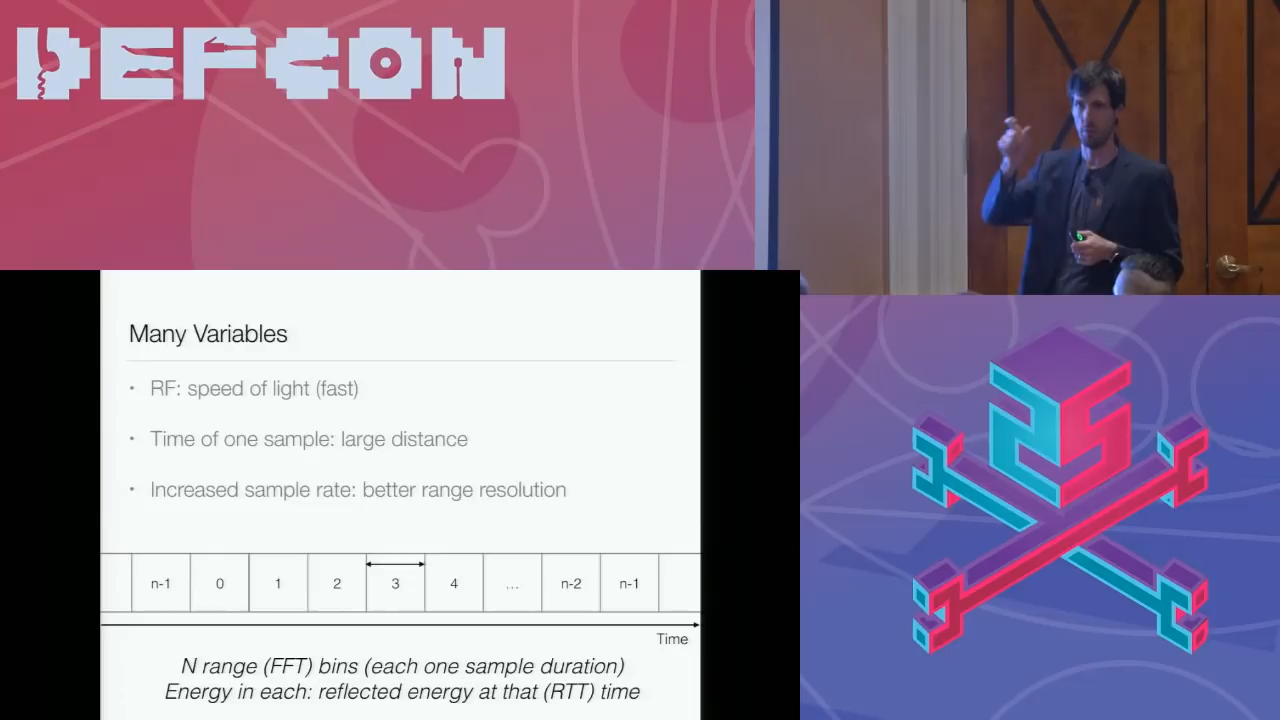 DEFCON
Many Variables
• RF: speed of light (fast)
• Time of one sample: large distance
• Increased sample rate: better range resolution
n-1 0 1 2 3 4 ... n-2 n-1
Time
N range (FFT) bins (each one sample duration)
Energy in each: reflected energy at that (RTT) time
25